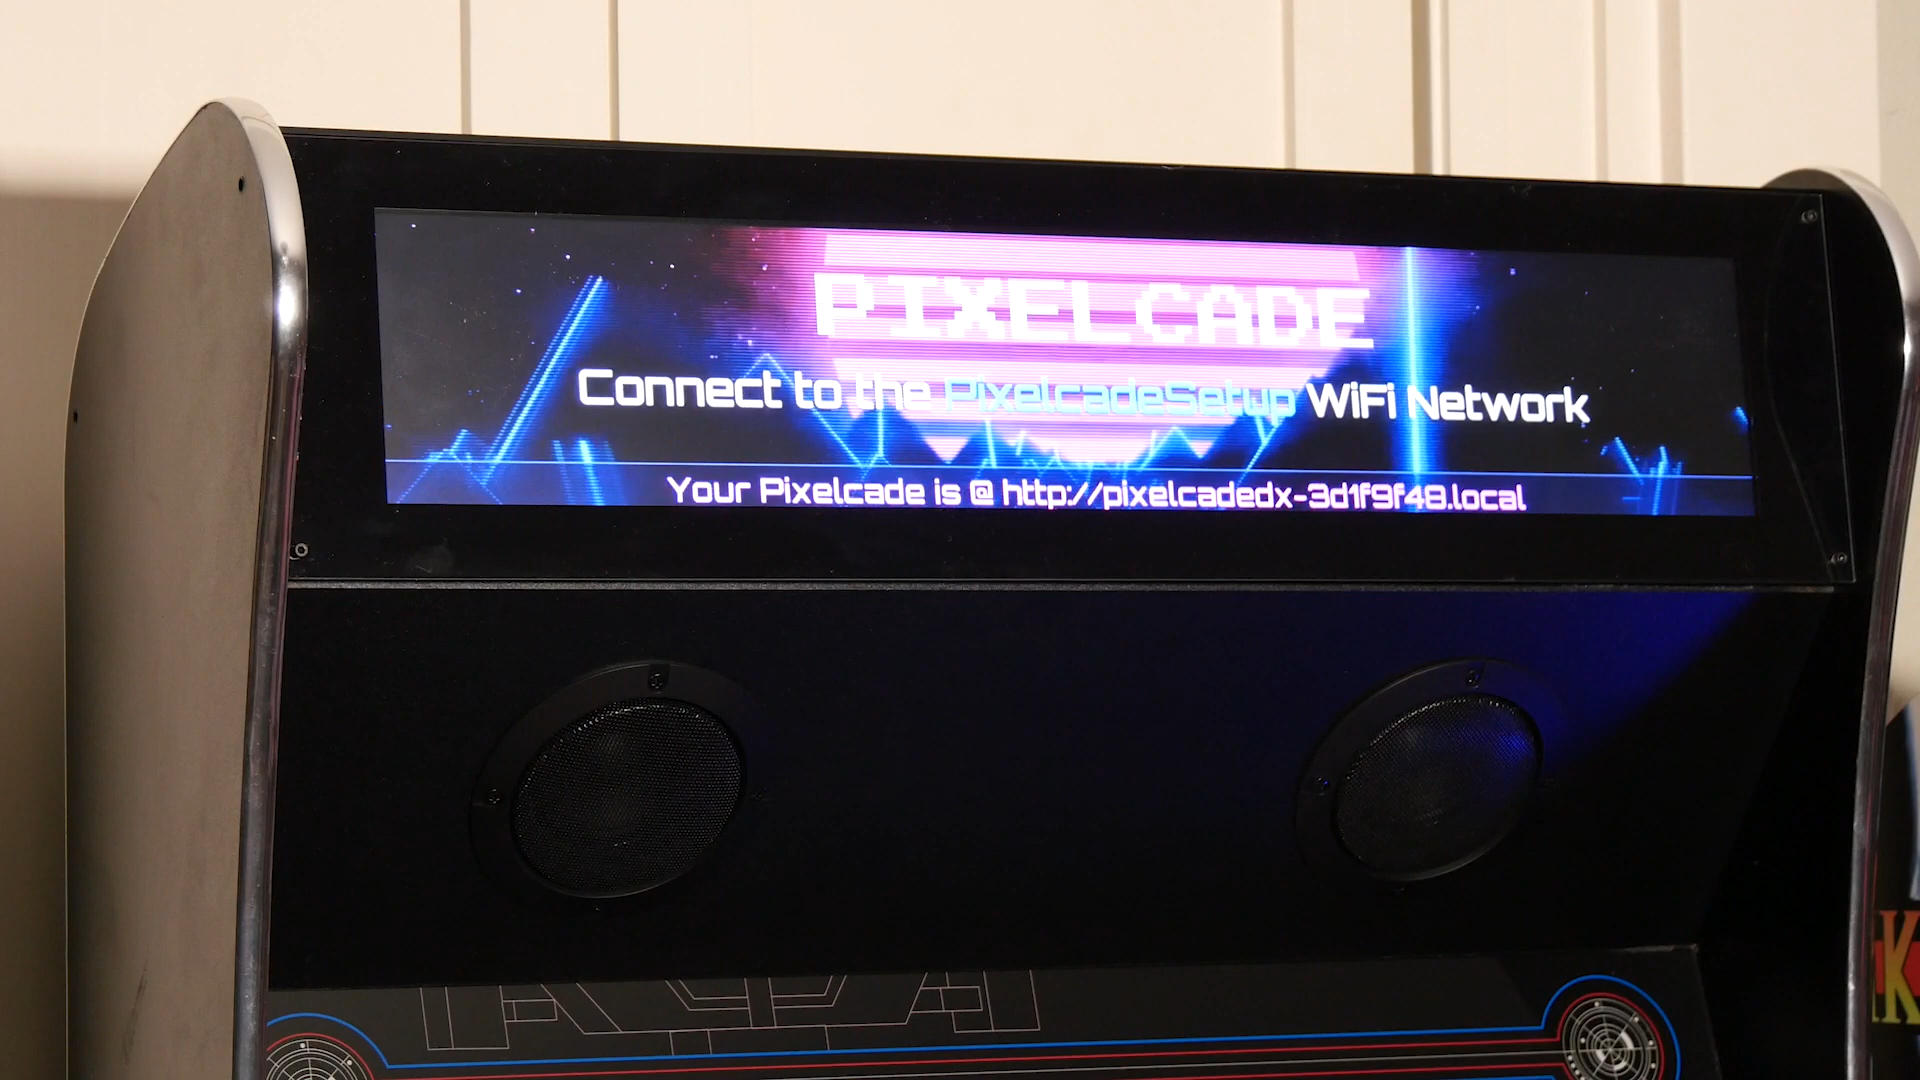 PIXELCADE
Connect to the PixelcadeSetup WiFi Network
Your Pixelcade is @ http://pixelcadedx-3d1f9f48.local